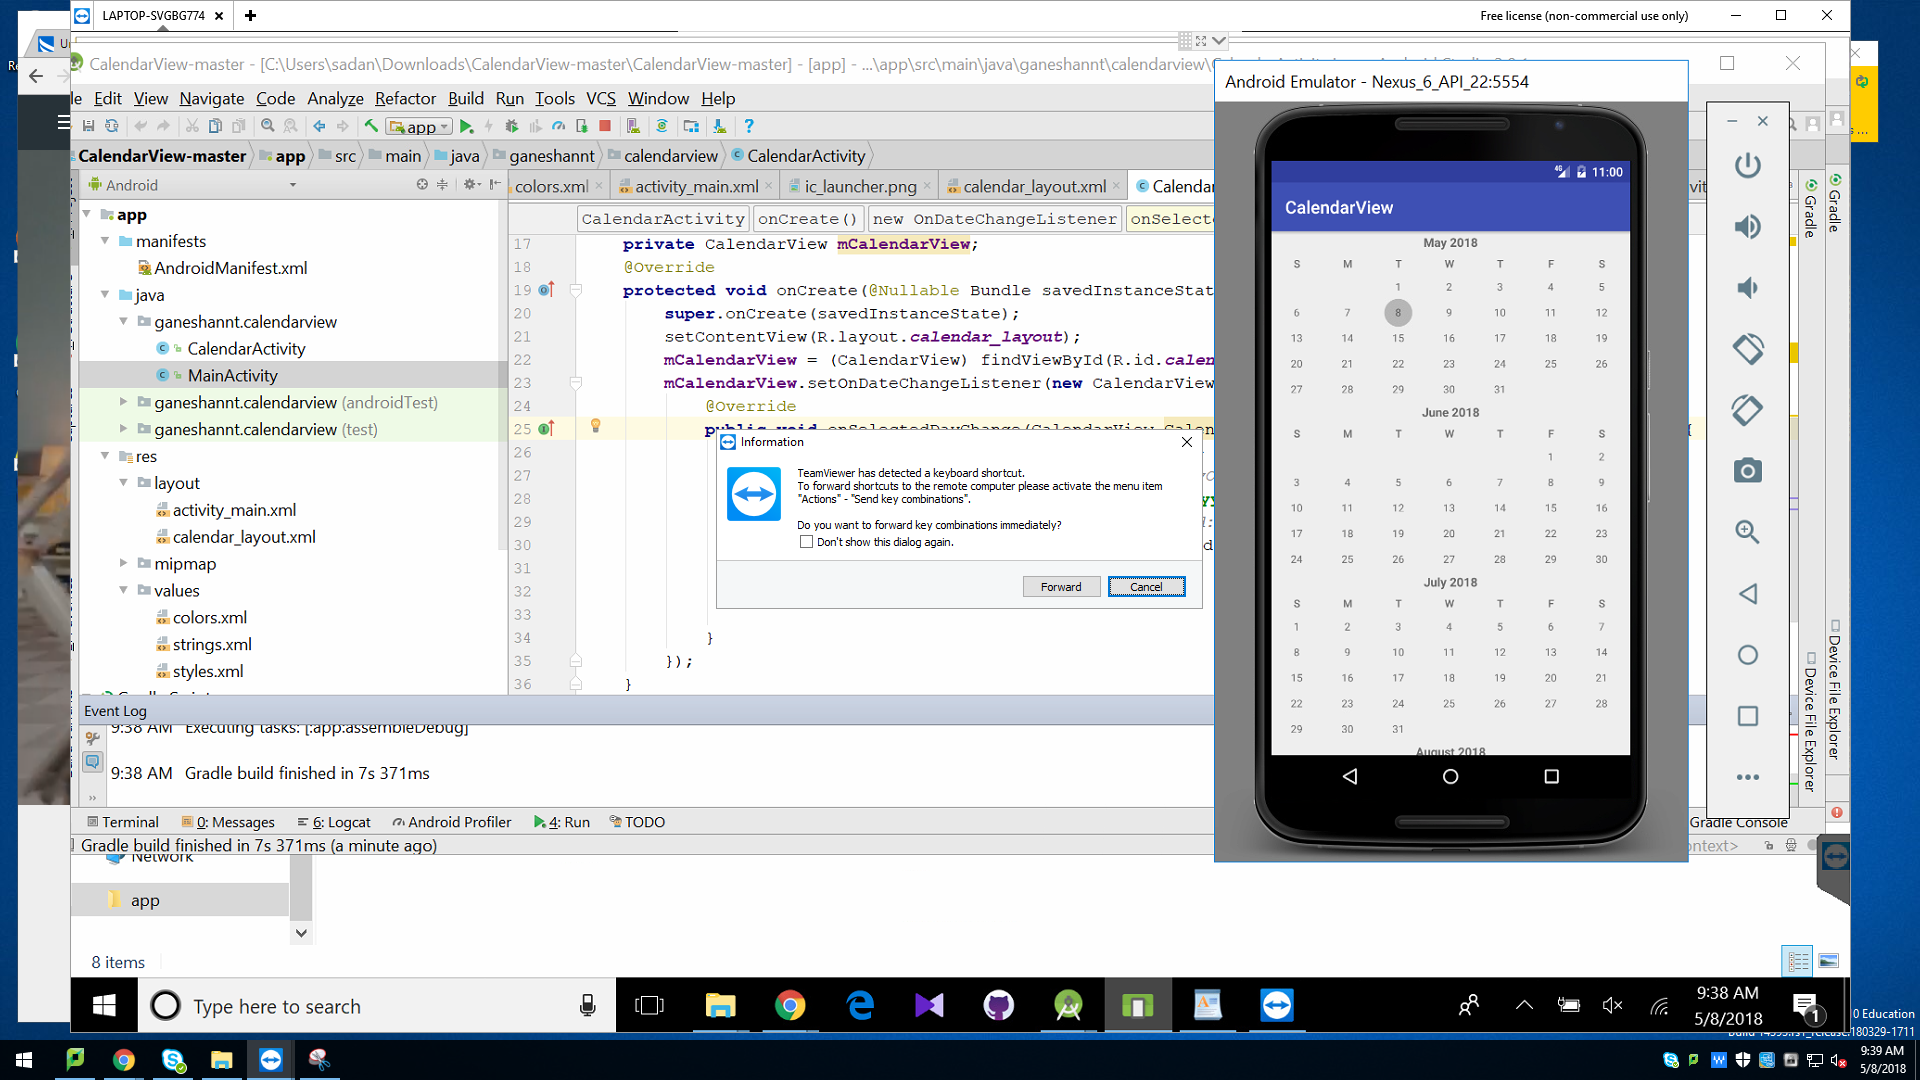 LAPTOP-SVGBG774
Free license (non-commercial use only)
CalendarView-master - [C:\Users\sadan\Downloads\CalendarView-master\CalendarView-master] - [app] - ...\app\src\main\java\ganeshannt\calendarview\
Android Emulator - Nexus_6_API_22:5554
le Edit View Navigate Code Analyze Refactor Build Run Tools VCS Window Help
app
CalendarView-master app src main java ganeshannt calendarview CalendarActivity
Android
colors.xml activity_main.xml ic_launcher.png calendar_layout.xml Calendar
CalendarActivity onCreate() new OnDateChangeListener onSelecte
app
manifests
AndroidManifest.xml
java
ganeshannt.calendarview
CalendarActivity
MainActivity
ganeshannt.calendarview (androidTest)
ganeshannt.calendarview (test)
res
layout
activity_main.xml
calendar_layout.xml
mipmap
values
colors.xml
strings.xml
styles.xml
17 private CalendarView mCalendarView;
18 @Override
19 protected void onCreate(@Nullable Bundle savedInstanceStat
20 super.onCreate(savedInstanceState);
21 setContentView(R.layout.calendar_layout);
22 mCalendarView = (CalendarView) findViewById(R.id.calen
23 mCalendarView.setOnDateChangeListener(new CalendarView
24 @Override
25 public void onSelectedDayChange(CalendarView Calen {
26
27
28
29
30
31
32
33
34 }
35 });
36 }
Information
TeamViewer has detected a keyboard shortcut.
To forward shortcuts to the remote computer please activate the menu item
"Actions" - "Send key combinations".
Do you want to forward key combinations immediately?
Don't show this dialog again.
Forward Cancel
4G 11:00
CalendarView
May 2018
S M T W T F S
1 2 3 4 5
6 7 8 9 10 11 12
13 14 15 16 17 18 19
20 21 22 23 24 25 26
27 28 29 30 31
June 2018
S M T W T F S
1 2
3 4 5 6 7 8 9
10 11 12 13 14 15 16
17 18 19 20 21 22 23
24 25 26 27 28 29 30
July 2018
S M T W T F S
1 2 3 4 5 6 7
8 9 10 11 12 13 14
15 16 17 18 19 20 21
22 23 24 25 26 27 28
29 30 31
August 2018
Gradle
Gradle
Device File Explorer
Device File Explorer
Event Log
9:38 AM Executing tasks: [:app:assembleDebug]
9:38 AM Gradle build finished in 7s 371ms
Terminal 0: Messages 6: Logcat Android Profiler 4: Run TODO
Gradle Console
Gradle build finished in 7s 371ms (a minute ago)
ontext>
Network
app
8 items
Type here to search
9:38 AM
5/8/2018
1
0 Education
180329-1711
9:39 AM
5/8/2018